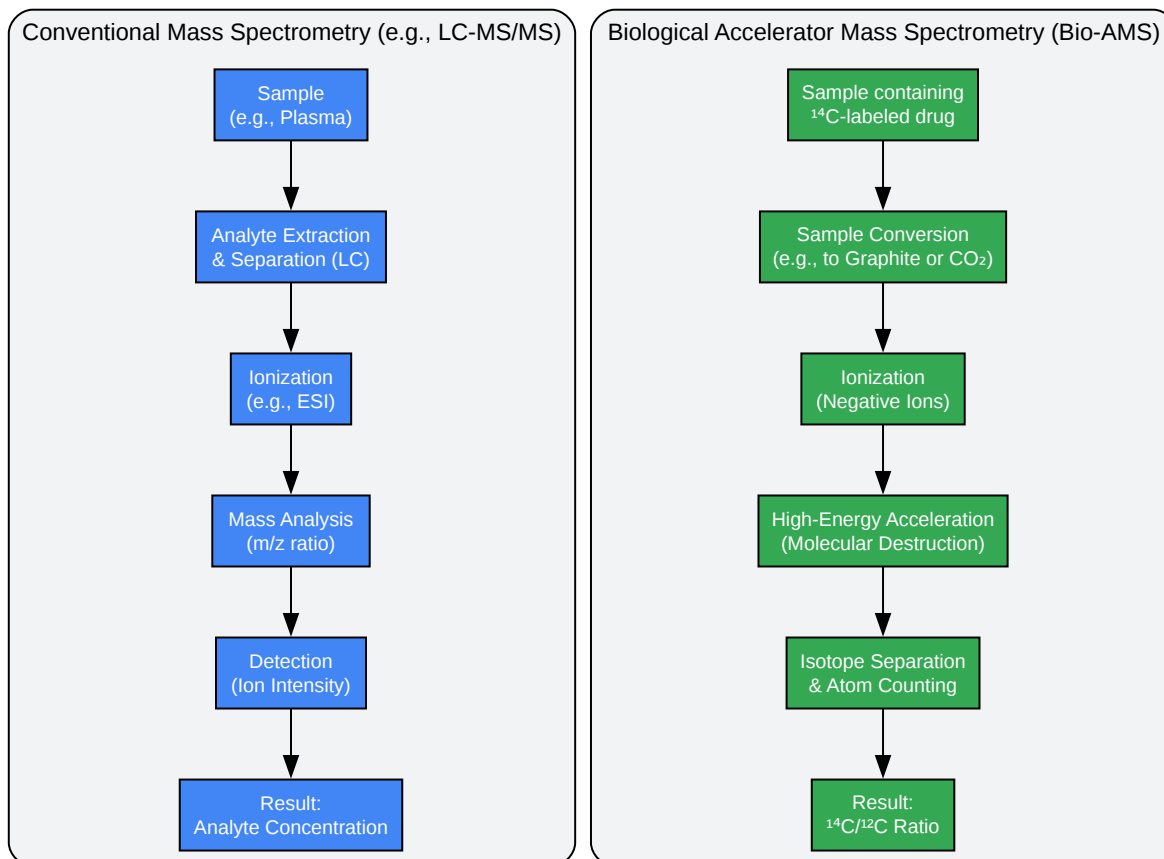 Conventional Mass Spectrometry (e.g., LC-MS/MS)
Sample
(e.g., Plasma)
Analyte Extraction
& Separation (LC)
Ionization
(e.g., ESI)
Mass Analysis
(m/z ratio)
Detection
(Ion Intensity)
Result:
Analyte Concentration
Biological Accelerator Mass Spectrometry (Bio-AMS)
Sample containing
¹⁴C-labeled drug
Sample Conversion
(e.g., to Graphite or CO₂)
Ionization
(Negative Ions)
High-Energy Acceleration
(Molecular Destruction)
Isotope Separation
& Atom Counting
Result:
¹⁴C/¹²C Ratio